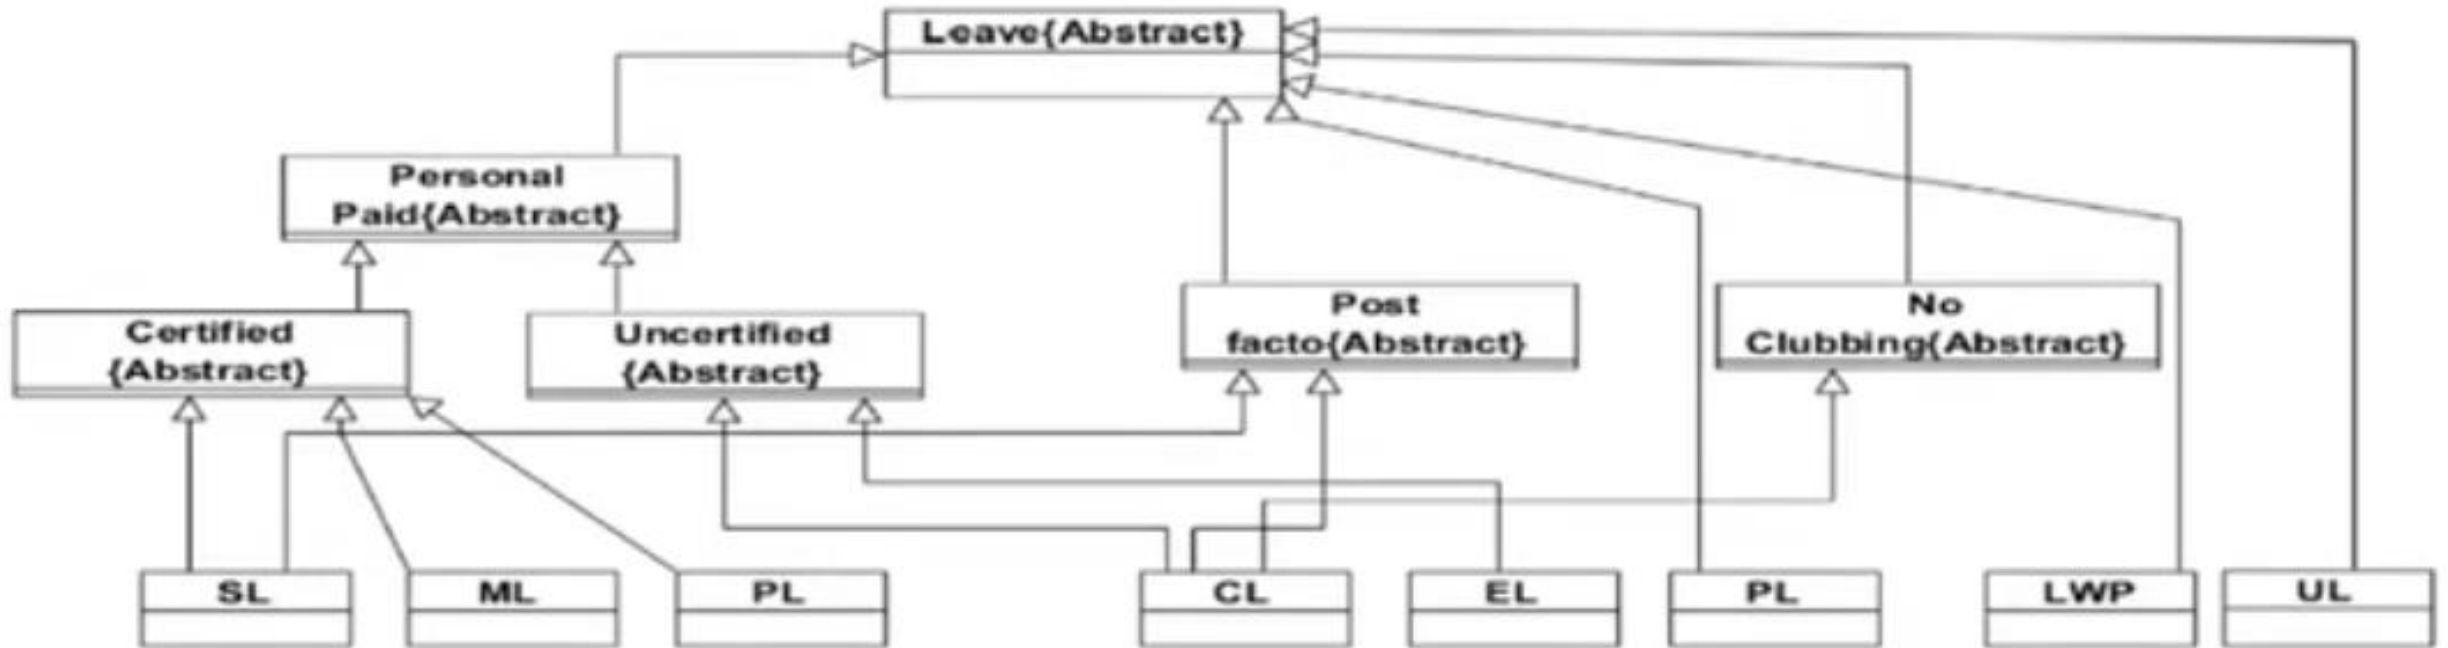 Leave{Abstract}
Personal
Paid{Abstract}
Certified
{Abstract}
Uncertified
{Abstract}
Post
facto{Abstract}
No
Clubbing{Abstract}
SL
ML
PL
CL
EL
PL
LWP
UL